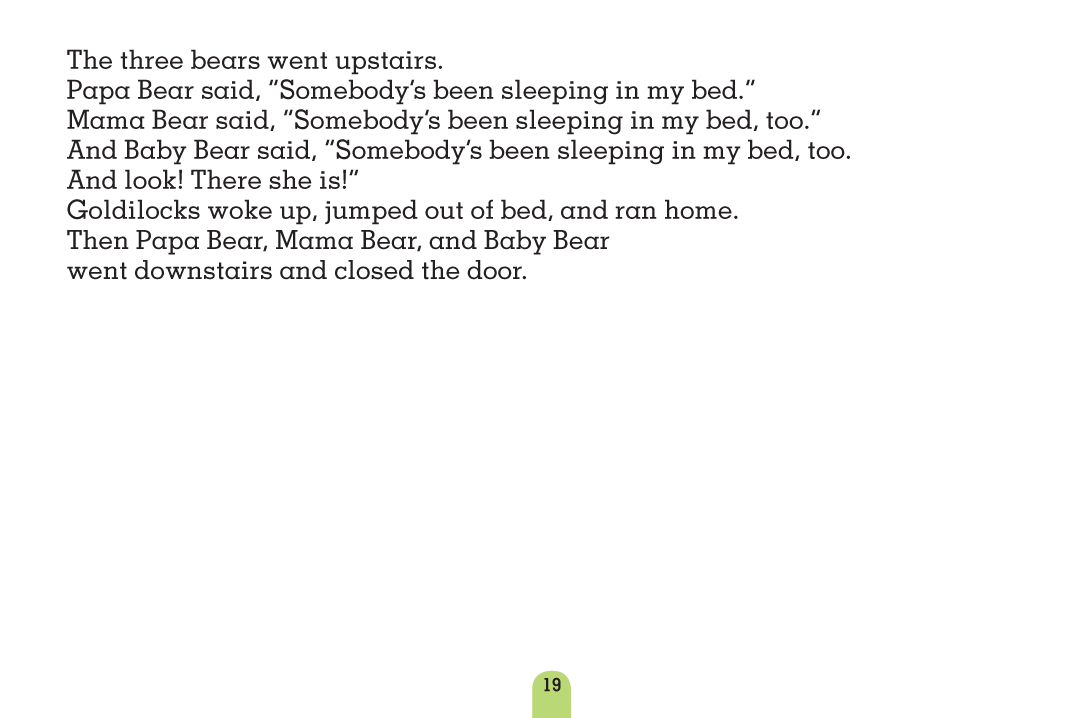 The three bears went upstairs.
Papa Bear said, “Somebody’s been sleeping in my bed.”
Mama Bear said, “Somebody’s been sleeping in my bed, too.”
And Baby Bear said, “Somebody’s been sleeping in my bed, too.
And look! There she is!”
Goldilocks woke up, jumped out of bed, and ran home.
Then Papa Bear, Mama Bear, and Baby Bear
went downstairs and closed the door.
19